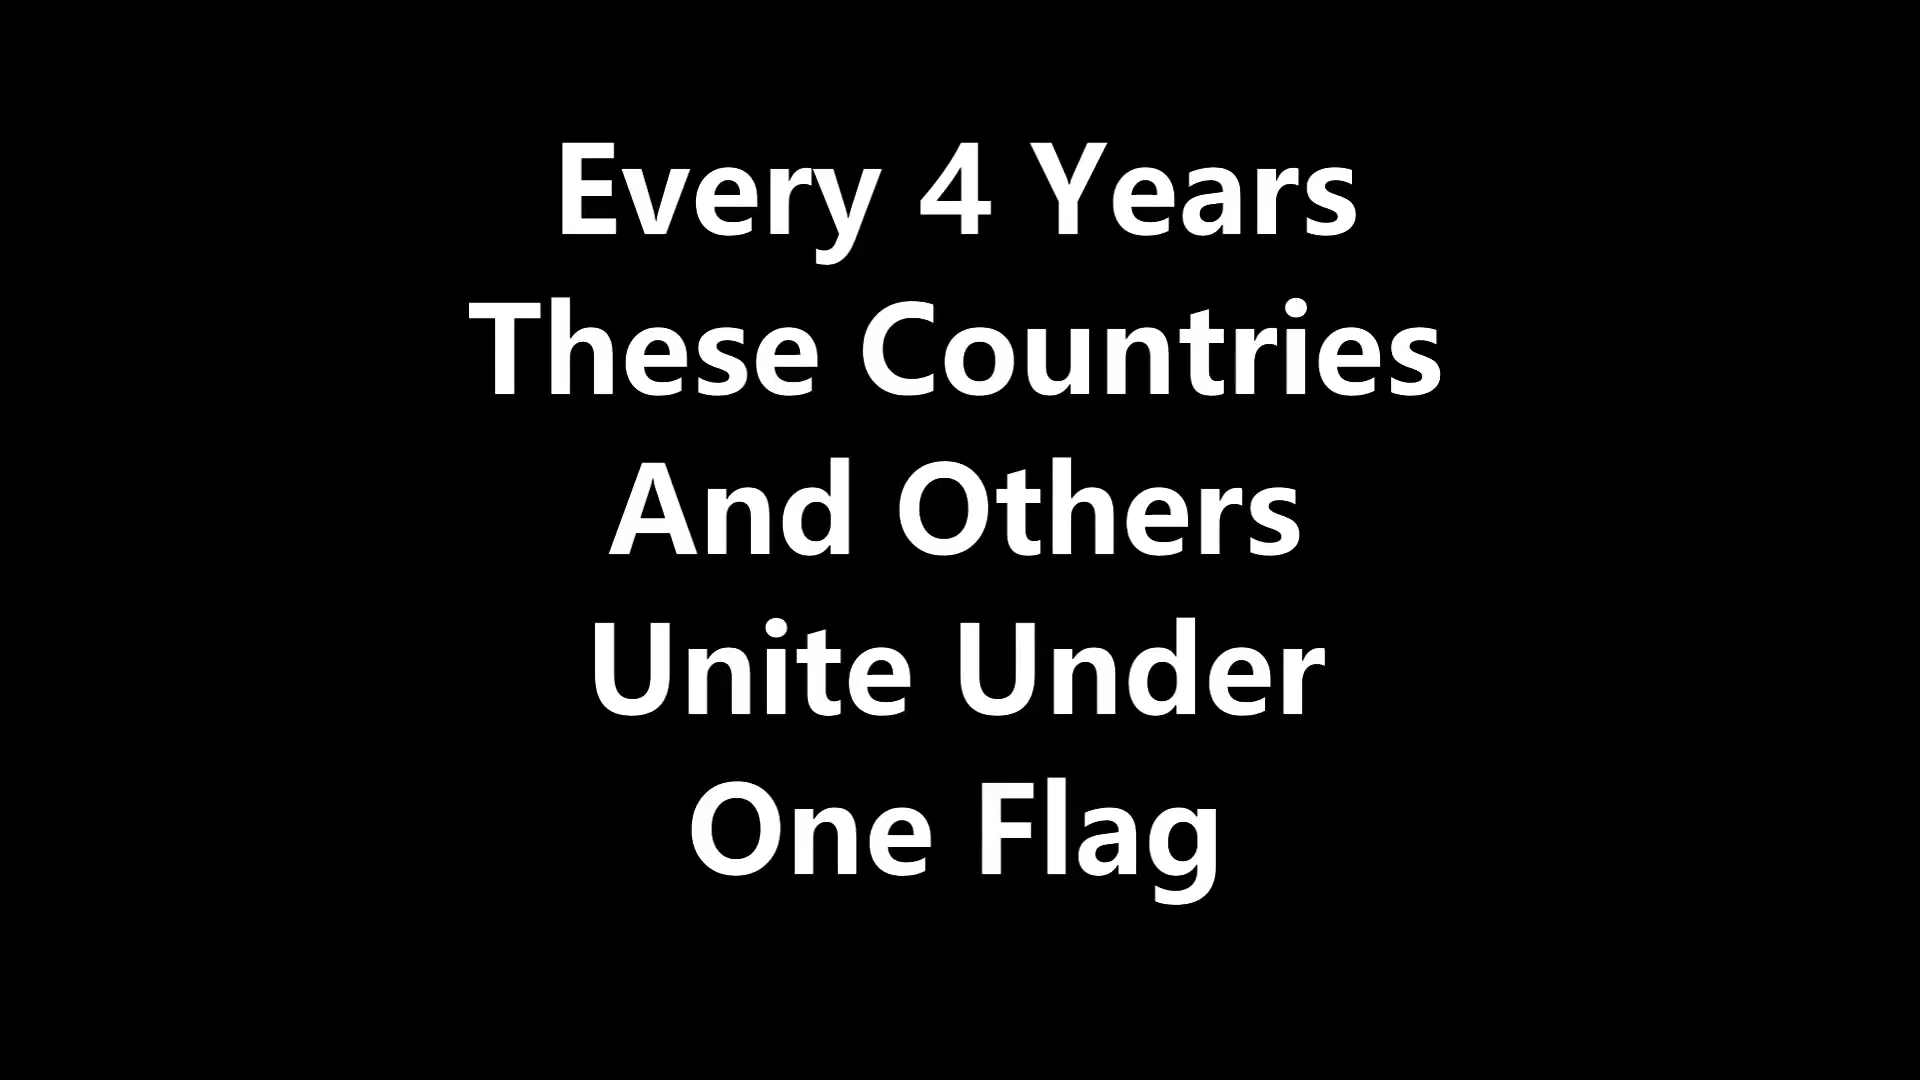 Every 4 Years
These Countries
And Others
Unite Under
One Flag